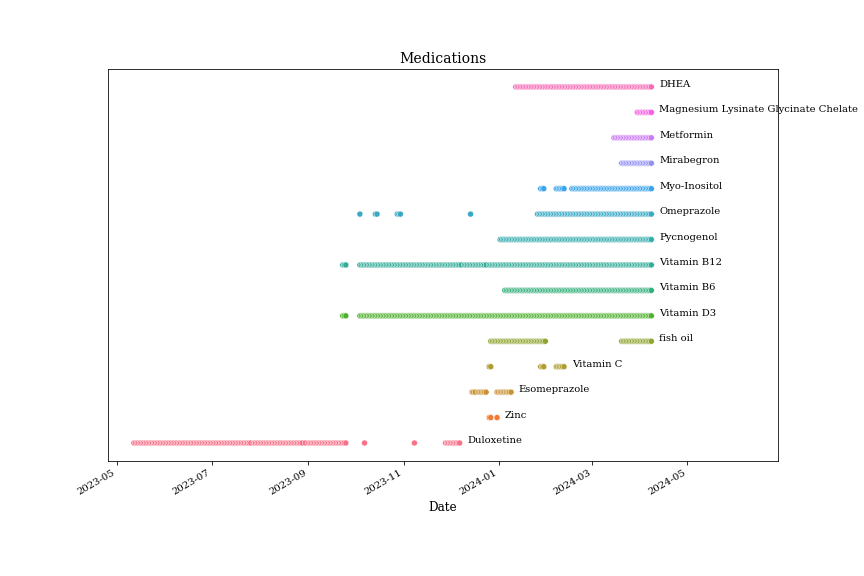 Medications
DHEA
Magnesium Lysinate Glycinate Chelate
Metformin
Mirabegron
Myo-Inositol
Omeprazole
Pycnogenol
Vitamin B12
Vitamin B6
Vitamin D3
fish oil
Vitamin C
Esomeprazole
Zinc
Duloxetine
2023-05 2023-07 2023-09 2023-11 2024-01 2024-03 2024-05
Date